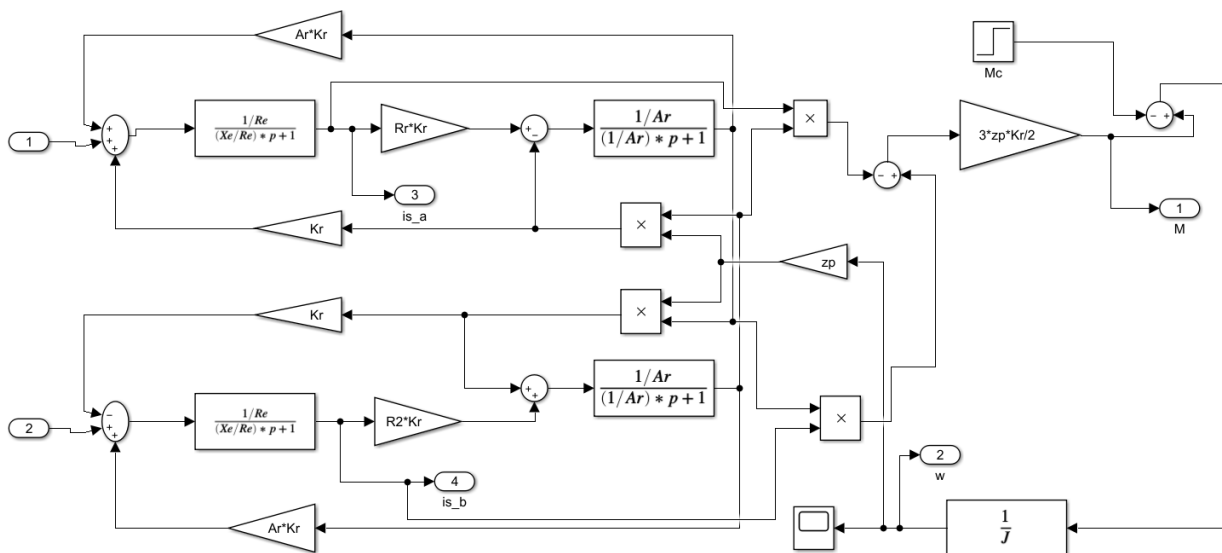 Ar*Kr
Mc
+
+
+
1
1/Re
(Xe/Re) * p + 1
Rr*Kr
+
-
1/Ar
(1/Ar) * p + 1
×
3*zp*Kr/2
-
+
-
+
3
is_a
1
M
Kr
×
zp
Kr
×
-
+
+
2
1/Re
(Xe/Re) * p + 1
R2*Kr
+
+
1/Ar
(1/Ar) * p + 1
×
4
is_b
2
w
Ar*Kr
1
J